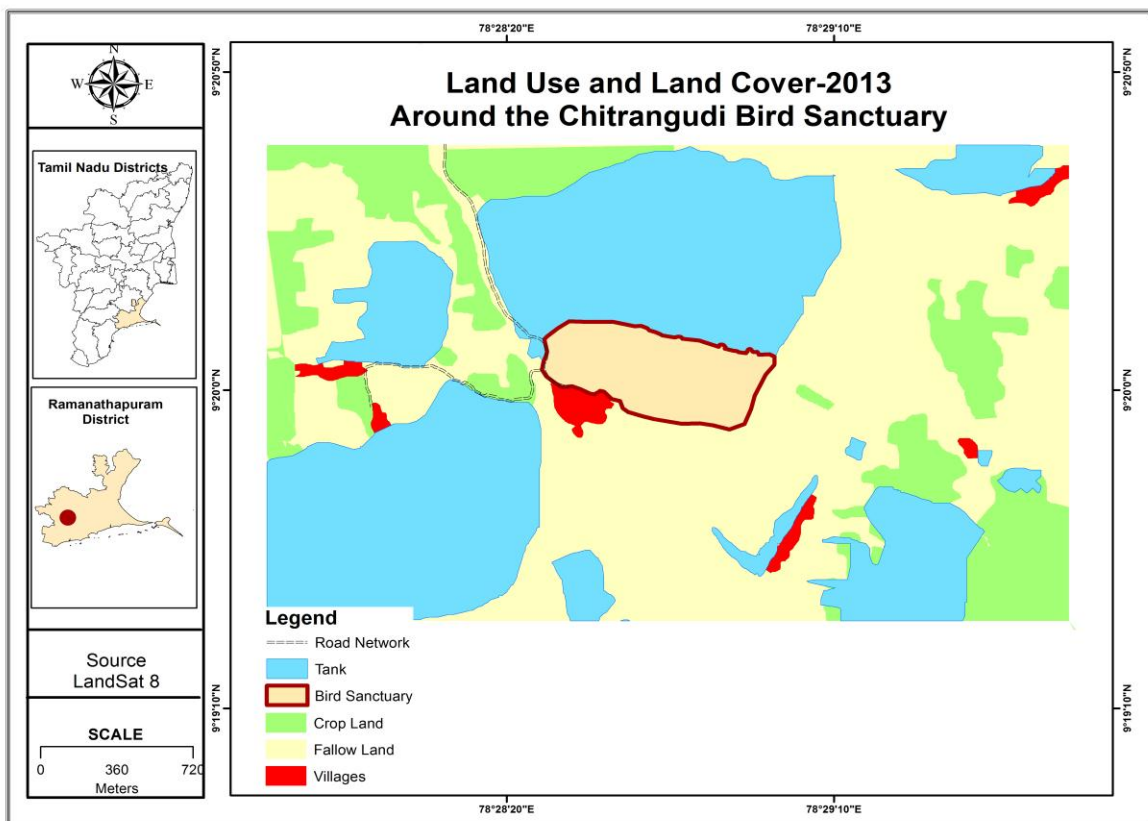 N
W
E
S
Tamil Nadu Districts
Ramanathapuram
District
Source
LandSat 8
SCALE
0 360 720
Meters
78°28'20"E 78°29'10"E
9°20'50"N
9°20'50"N
Land Use and Land Cover-2013
Around the Chitrangudi Bird Sanctuary
9°20'0"N
9°20'0"N
Legend
Road Network
Tank
Bird Sanctuary
Crop Land
Fallow Land
Villages
9°19'10"N
9°19'10"N
78°28'20"E 78°29'10"E